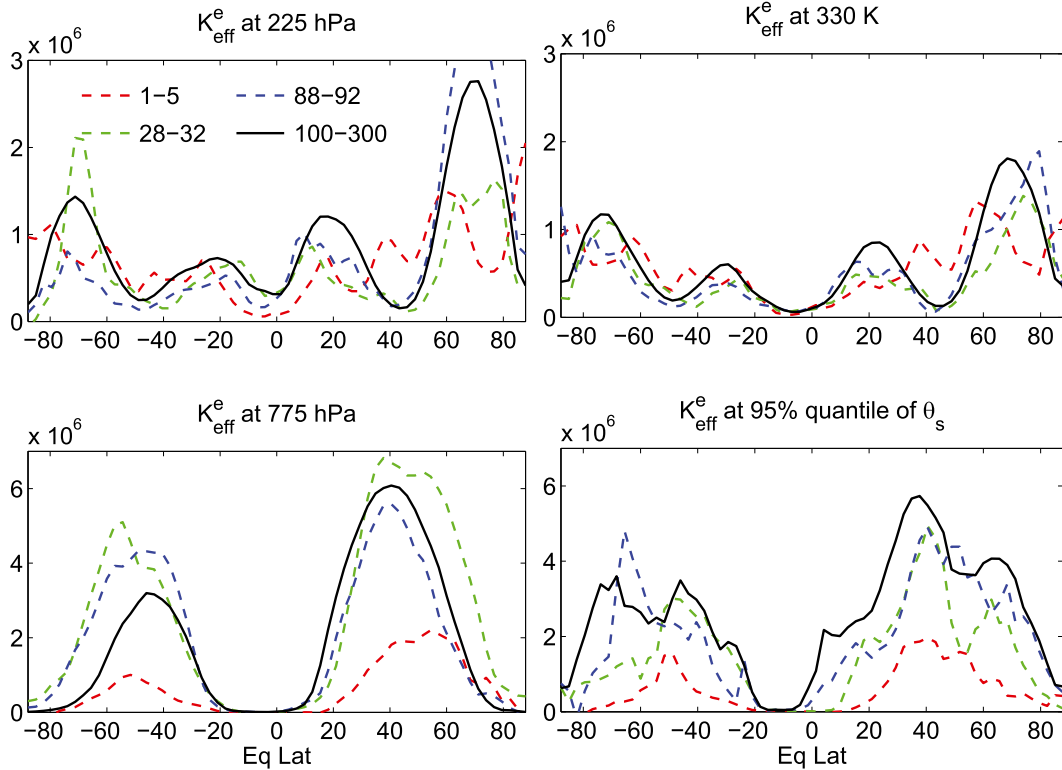 K^e_eff at 225 hPa
x 10^6
3
2
1
0
1−5
28−32
88−92
100−300
−80 −60 −40 −20 0 20 40 60 80
K^e_eff at 330 K
x 10^6
3
2
1
0
−80 −60 −40 −20 0 20 40 60 80
K^e_eff at 775 hPa
x 10^6
6
4
2
0
−80 −60 −40 −20 0 20 40 60 80
Eq Lat
K^e_eff at 95% quantile of θ_s
x 10^6
6
4
2
0
−80 −60 −40 −20 0 20 40 60 80
Eq Lat